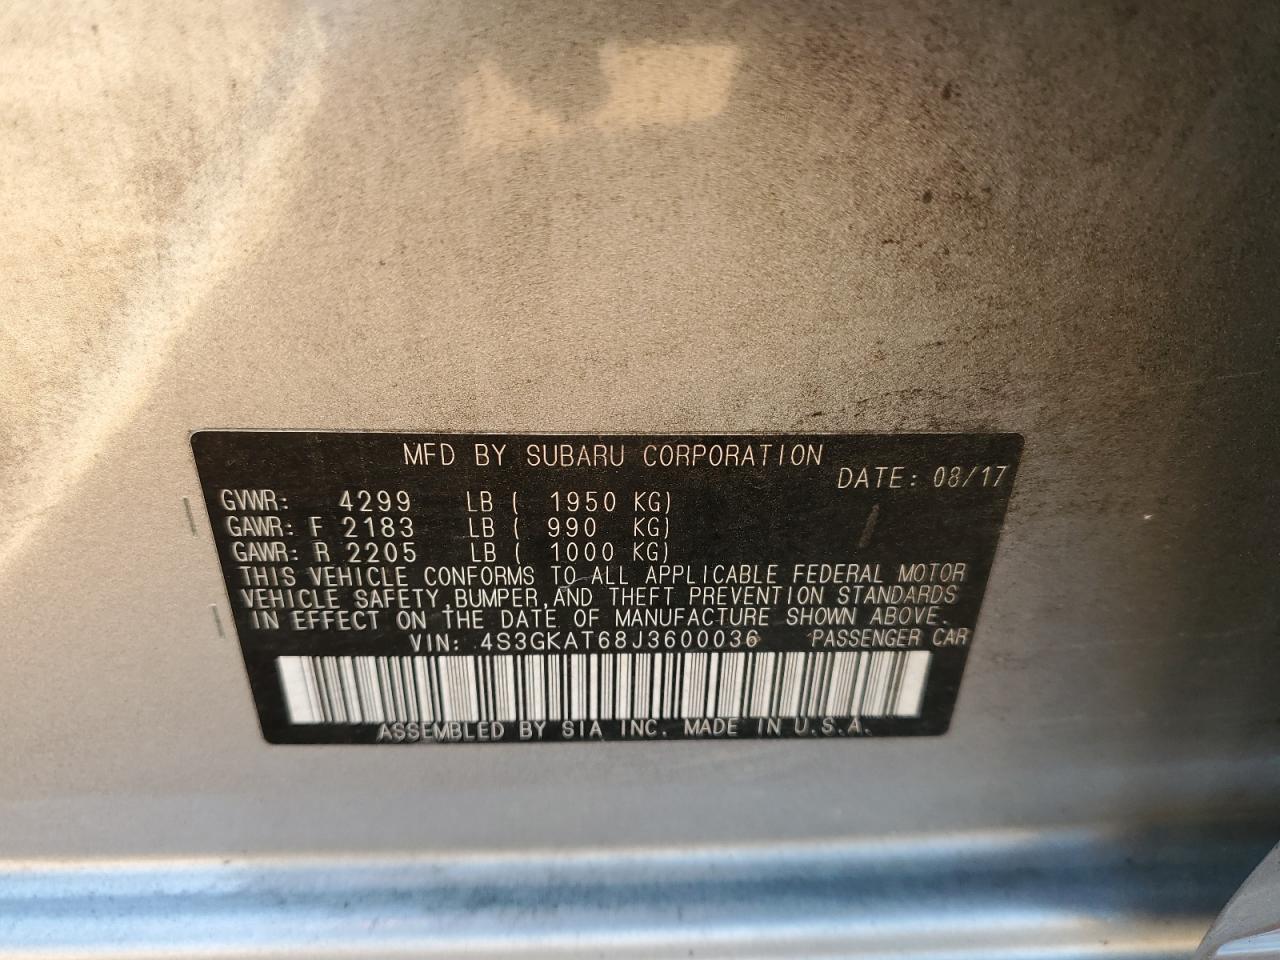 MFD BY SUBARU CORPORATION
DATE: 08/17
GVWR: 4299 LB ( 1950 KG)
GAWR: F 2183 LB ( 990 KG)
GAWR: R 2205 LB ( 1000 KG)
THIS VEHICLE CONFORMS TO ALL APPLICABLE FEDERAL MOTOR
VEHICLE SAFETY,BUMPER,AND THEFT PREVENTION STANDARDS
IN EFFECT ON THE DATE OF MANUFACTURE SHOWN ABOVE.
VIN: 4S3GKAT68J3600036 PASSENGER CAR
ASSEMBLED BY SIA INC. MADE IN U.S.A.